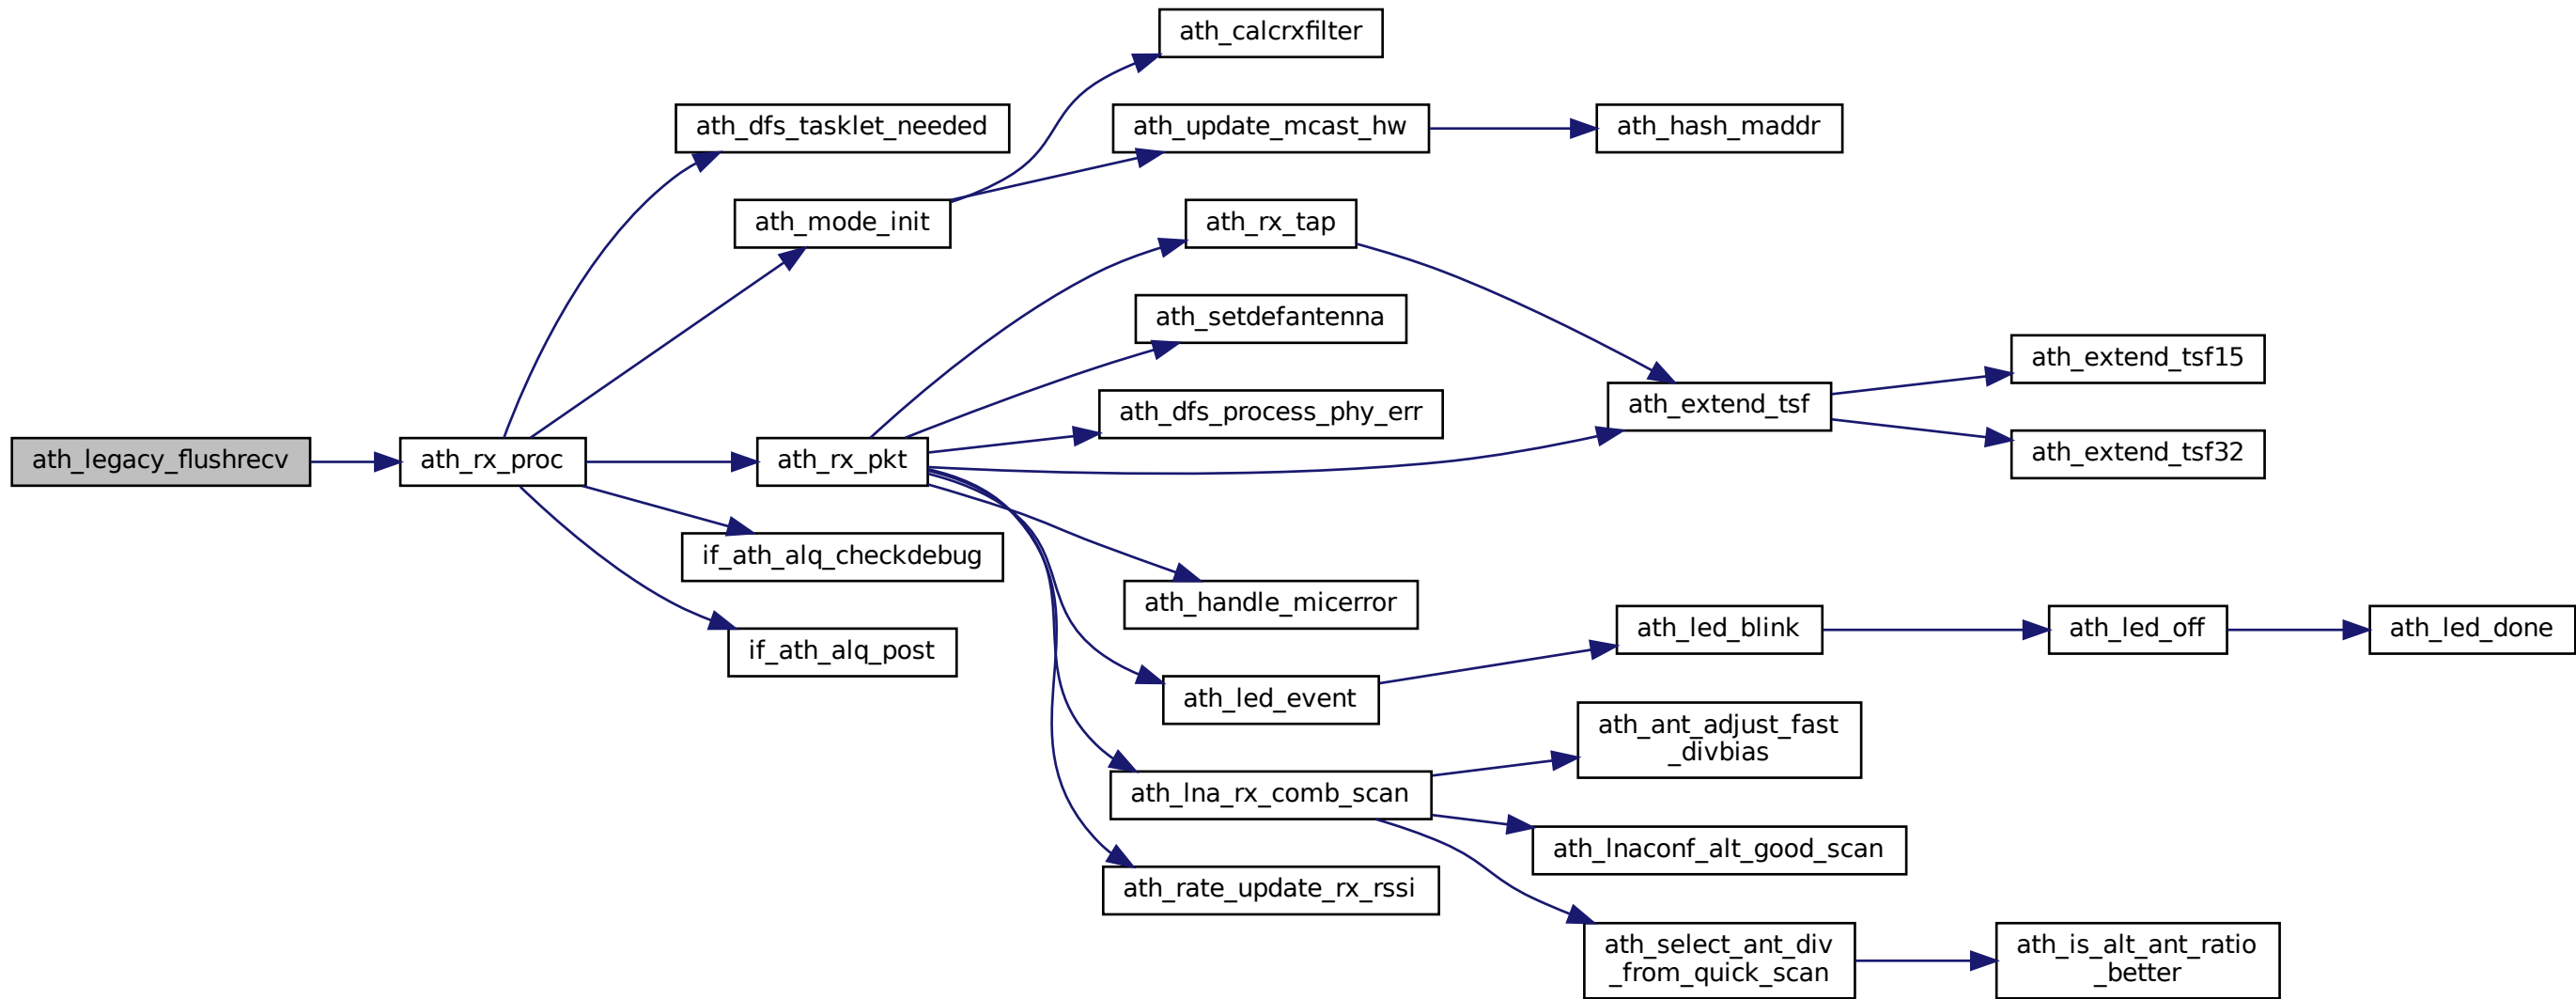 ath_calcrxfilter
ath_dfs_tasklet_needed
ath_update_mcast_hw
ath_hash_maddr
ath_mode_init
ath_rx_tap
ath_setdefantenna
ath_extend_tsf15
ath_dfs_process_phy_err
ath_extend_tsf
ath_legacy_flushrecv
ath_rx_proc
ath_rx_pkt
ath_extend_tsf32
if_ath_alq_checkdebug
ath_handle_micerror
if_ath_alq_post
ath_led_blink
ath_led_off
ath_led_done
ath_led_event
ath_ant_adjust_fast
_divbias
ath_lna_rx_comb_scan
ath_lnaconf_alt_good_scan
ath_rate_update_rx_rssi
ath_select_ant_div
_from_quick_scan
ath_is_alt_ant_ratio
_better